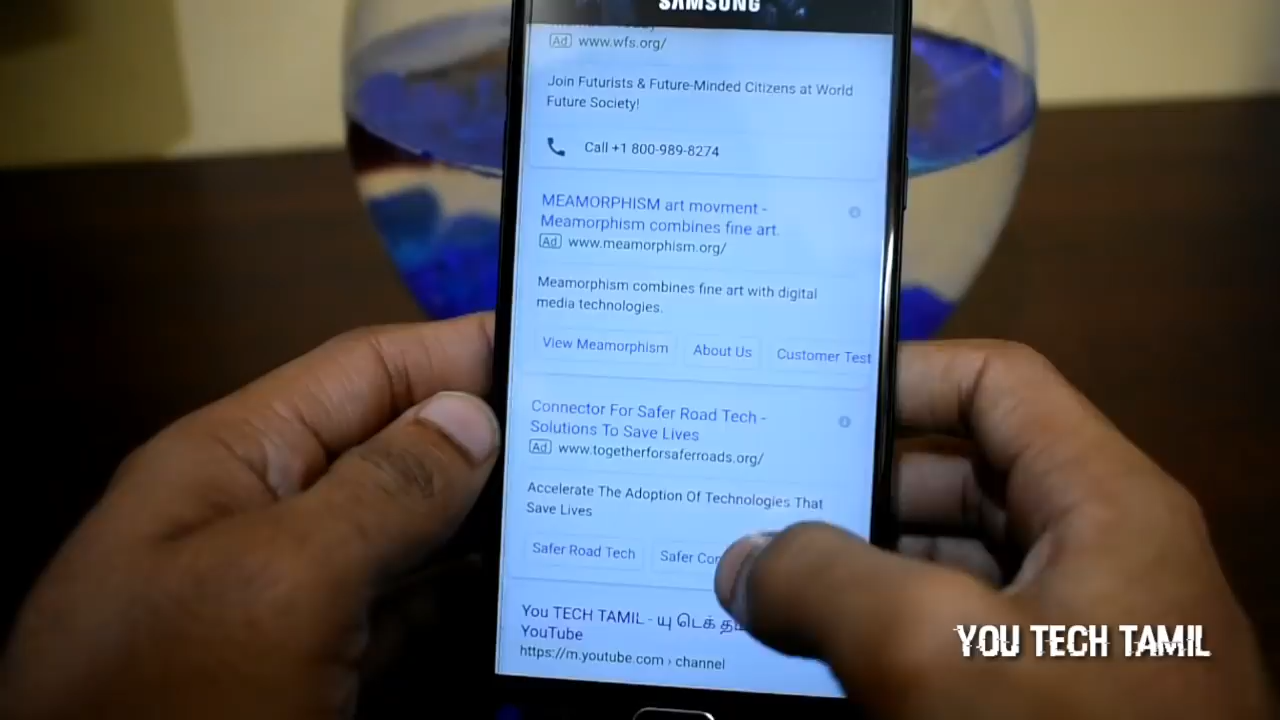 SAMSUNG
Ad www.wfs.org/
Join Futurists & Future-Minded Citizens at World
Future Society!
Call +1 800-989-8274
MEAMORPHISM art movment -
Meamorphism combines fine art.
Ad www.meamorphism.org/
Meamorphism combines fine art with digital
media technologies.
View Meamorphism About Us Customer Test
Connector For Safer Road Tech -
Solutions To Save Lives
Ad www.togetherforsaferroads.org/
Accelerate The Adoption Of Technologies That
Save Lives
Safer Road Tech Safer
You TECH TAMIL - யு டெக்
YouTube
https://m.youtube.com › channel
YOU TECH TAMIL